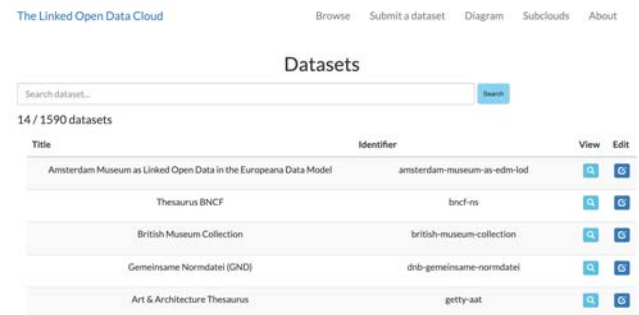 The Linked Open Data Cloud Browse Submit a dataset Diagram Subclouds About
Datasets
Search dataset... Search
14 / 1590 datasets
Title Identifier View Edit
Amsterdam Museum as Linked Open Data in the Europeana Data Model amsterdam-museum-as-edm-lod
Thesaurus BNCF bncf-ns
British Museum Collection british-museum-collection
Gemeinsame Normdatei (GND) dnb-gemeinsame-normdatei
Art & Architecture Thesaurus getty-aat